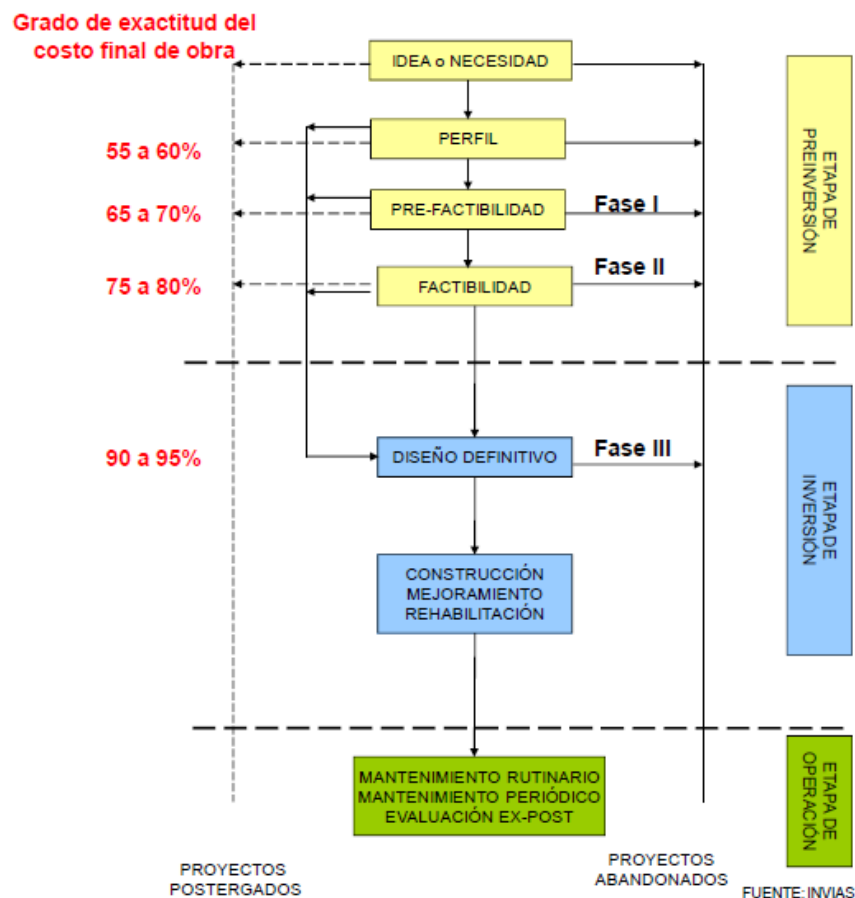 Grado de exactitud del
costo final de obra
IDEA o NECESIDAD
55 a 60%
PERFIL
65 a 70%
PRE-FACTIBILIDAD
Fase I
75 a 80%
FACTIBILIDAD
Fase II
ETAPA DE
PREINVERSIÓN
90 a 95%
DISEÑO DEFINITIVO
Fase III
CONSTRUCCIÓN
MEJORAMIENTO
REHABILITACIÓN
ETAPA DE
INVERSIÓN
MANTENIMIENTO RUTINARIO
MANTENIMIENTO PERIÓDICO
EVALUACIÓN EX-POST
ETAPA DE
OPERACIÓN
PROYECTOS
POSTERGADOS
PROYECTOS
ABANDONADOS
FUENTE: INVIAS